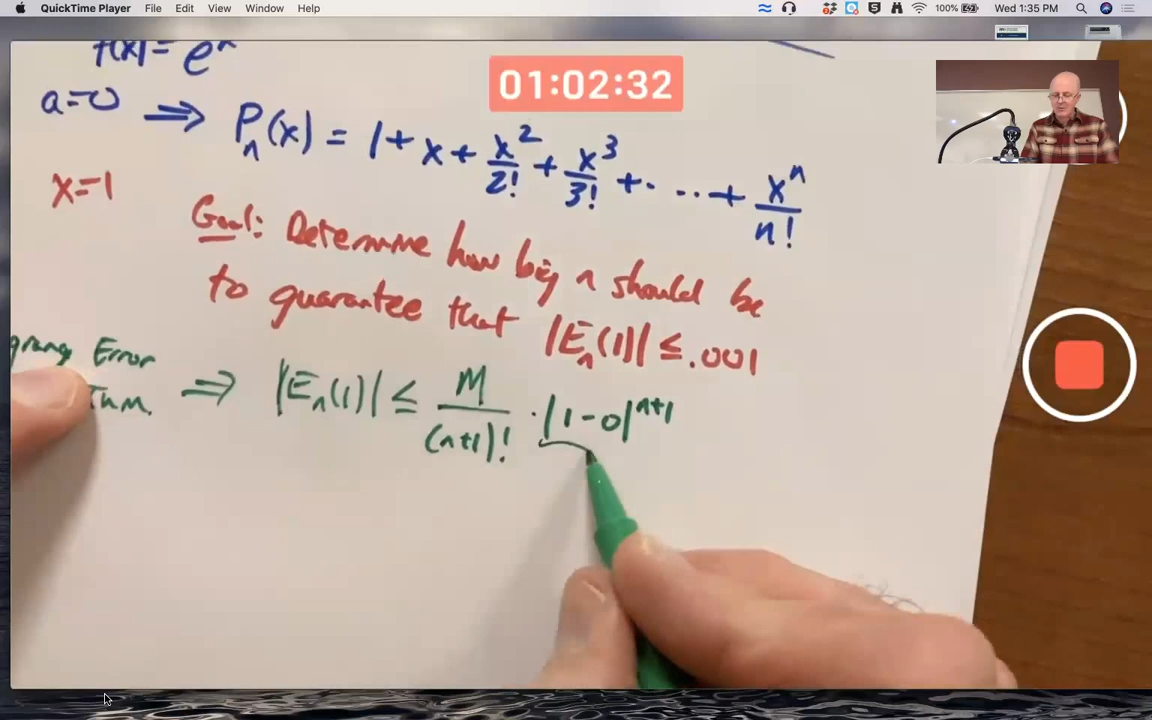 QuickTime Player File Edit View Window Help 100% Wed 1:35 PM
01:02:32
f(x) = e^x
a=0 ⇒ P_n(x) = 1 + x + x^2/2! + x^3/3! + ····· + x^n/n!
x=1
Goal: Determine how big n should be
to guarantee that |E_n(1)| ≤ .001
Error
Thm. ⇒ |E_n(1)| ≤ M/(n+1)! · |1-0|^n+1